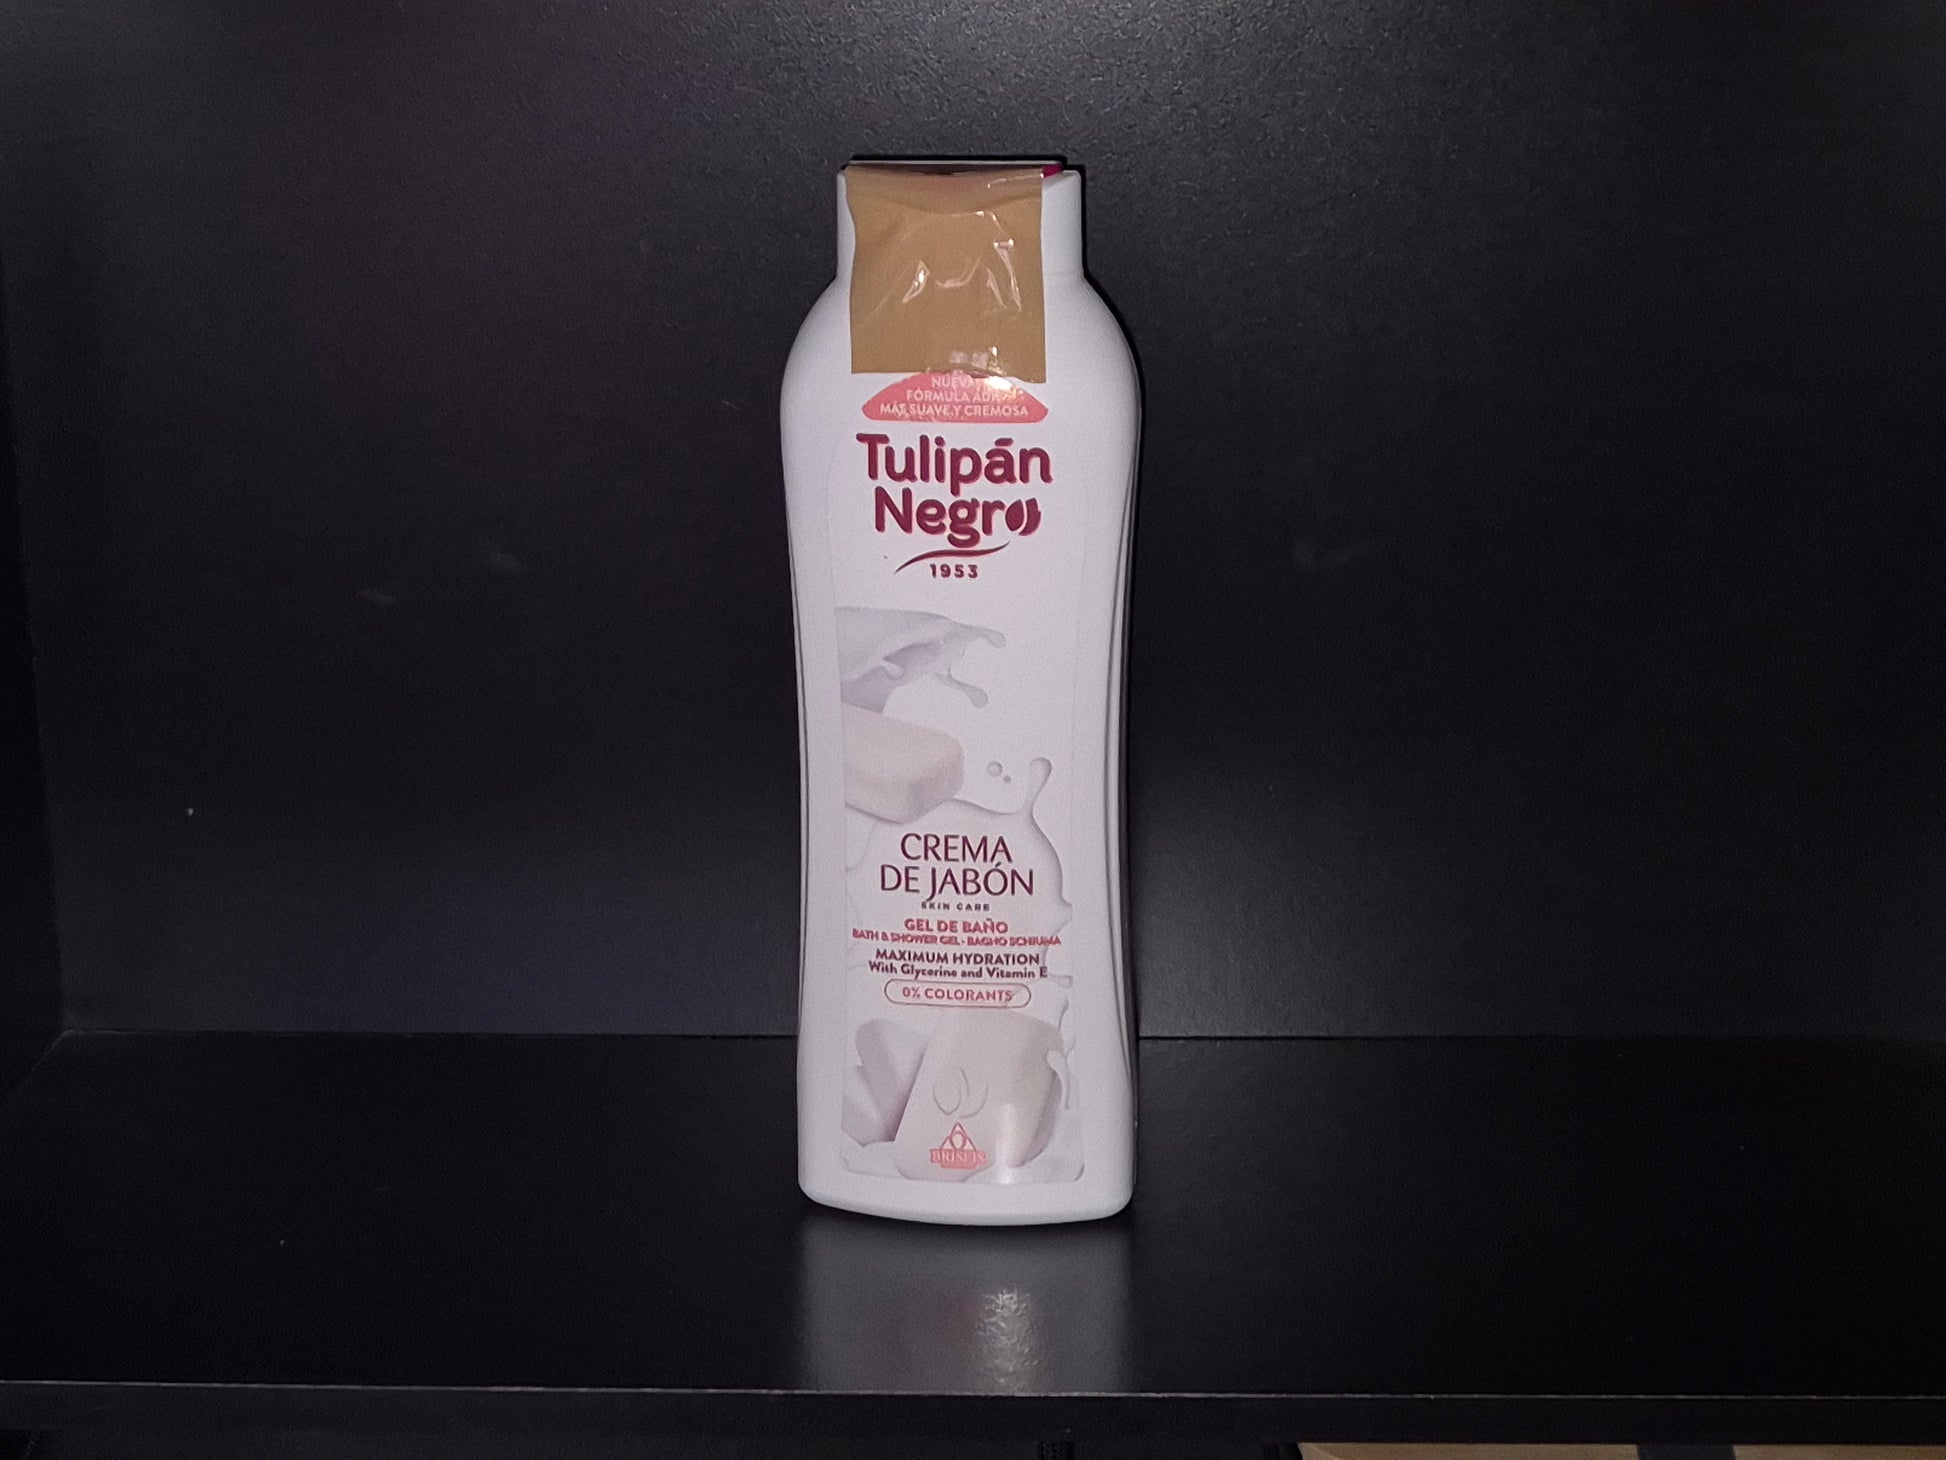 NUEVA
FÓRMULA AÚN
MÁS SUAVE Y CREMOSA
Tulipán
Negro
1953
CREMA
DE JABÓN
SKIN CARE
GEL DE BAÑO
BATH & SHOWER GEL - BAGNO SCHIUMA
MAXIMUM HYDRATION
With Glycerine and Vitamin E
0% COLORANTS
BRISEIS